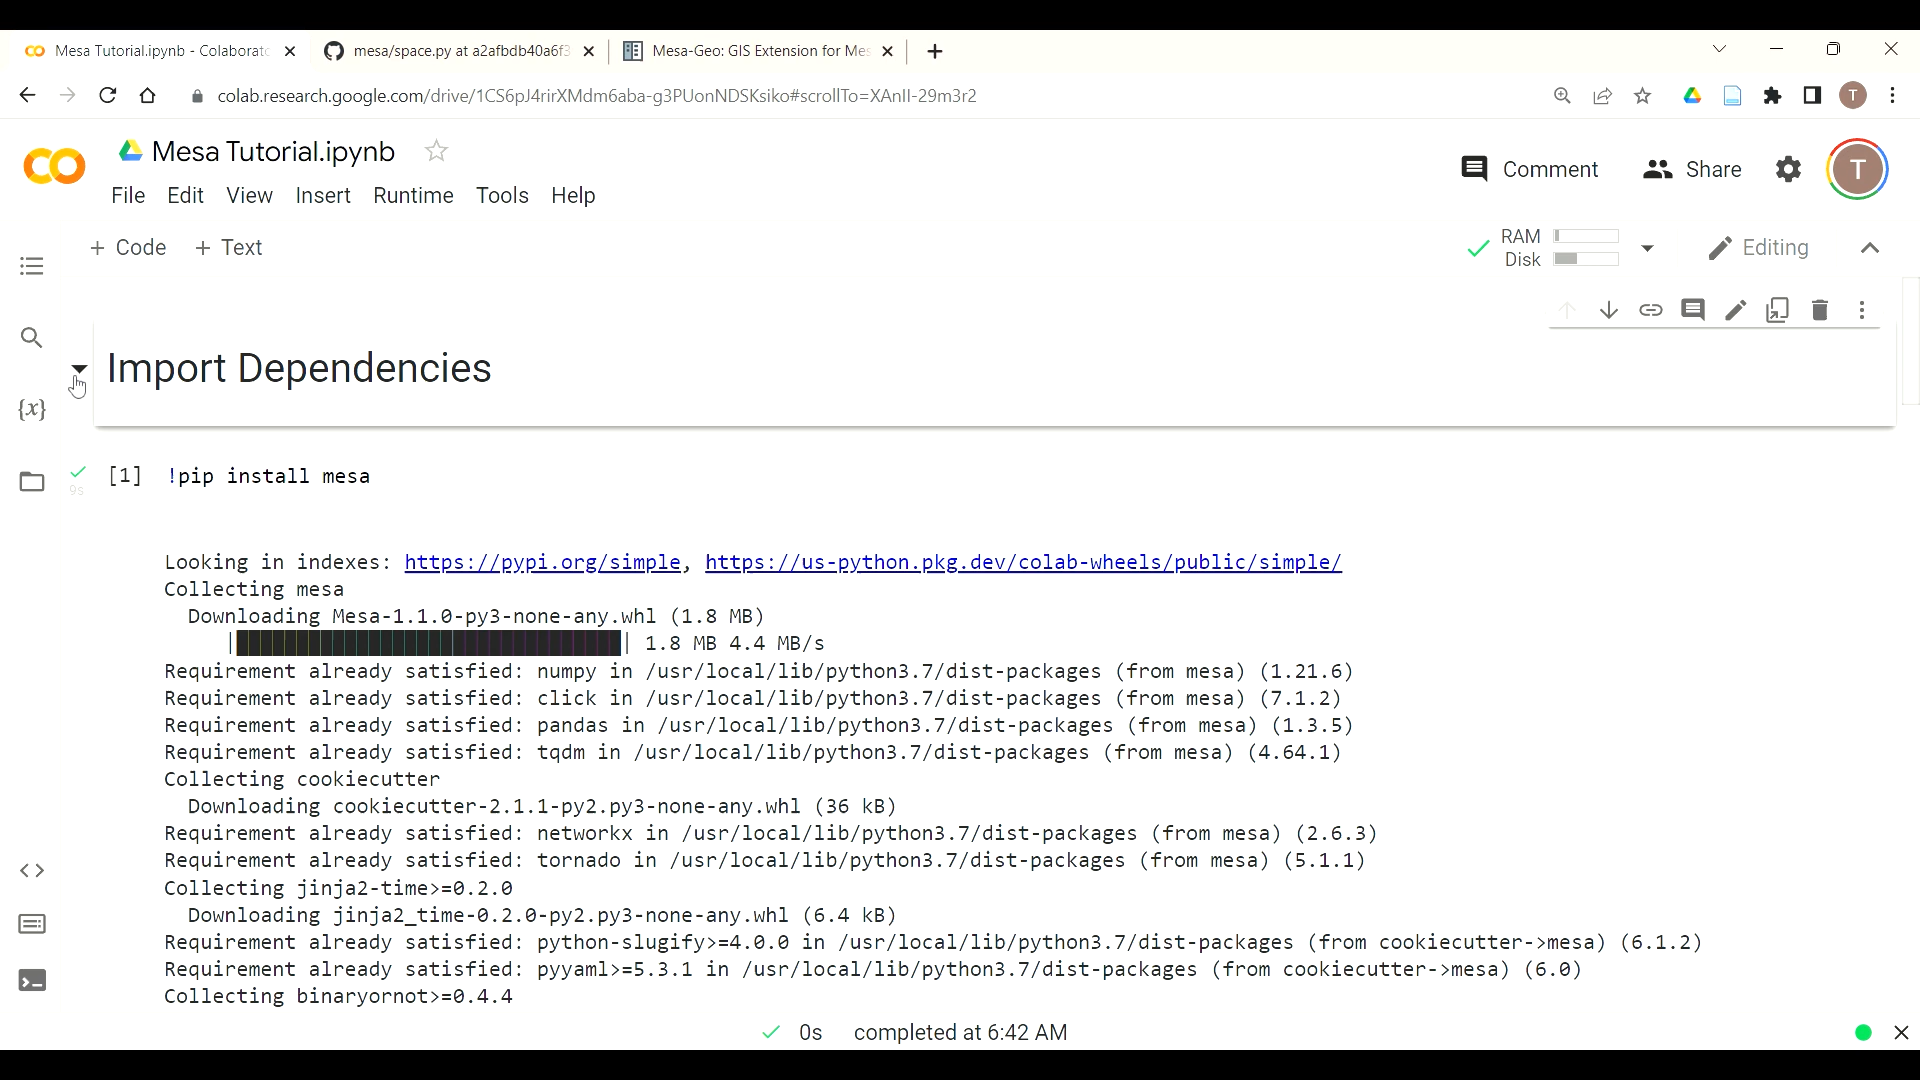 Mesa Tutorial.ipynb - Colaborato
mesa/space.py at a2afbdb40a6f3
Mesa-Geo: GIS Extension for Mes
colab.research.google.com/drive/1CS6pJ4rirXMdm6aba-g3PUonNDSKsiko#scrollTo=XAnIl-29m3r2
T
Mesa Tutorial.ipynb
Comment
Share
T
File Edit View Insert Runtime Tools Help
+ Code + Text
RAM
Disk
Editing
Import Dependencies
{x}
[1] !pip install mesa
9s
Looking in indexes: https://pypi.org/simple, https://us-python.pkg.dev/colab-wheels/public/simple/
Collecting mesa
Downloading Mesa-1.1.0-py3-none-any.whl (1.8 MB)
| | 1.8 MB 4.4 MB/s
Requirement already satisfied: numpy in /usr/local/lib/python3.7/dist-packages (from mesa) (1.21.6)
Requirement already satisfied: click in /usr/local/lib/python3.7/dist-packages (from mesa) (7.1.2)
Requirement already satisfied: pandas in /usr/local/lib/python3.7/dist-packages (from mesa) (1.3.5)
Requirement already satisfied: tqdm in /usr/local/lib/python3.7/dist-packages (from mesa) (4.64.1)
Collecting cookiecutter
Downloading cookiecutter-2.1.1-py2.py3-none-any.whl (36 kB)
Requirement already satisfied: networkx in /usr/local/lib/python3.7/dist-packages (from mesa) (2.6.3)
Requirement already satisfied: tornado in /usr/local/lib/python3.7/dist-packages (from mesa) (5.1.1)
Collecting jinja2-time>=0.2.0
Downloading jinja2_time-0.2.0-py2.py3-none-any.whl (6.4 kB)
Requirement already satisfied: python-slugify>=4.0.0 in /usr/local/lib/python3.7/dist-packages (from cookiecutter->mesa) (6.1.2)
Requirement already satisfied: pyyaml>=5.3.1 in /usr/local/lib/python3.7/dist-packages (from cookiecutter->mesa) (6.0)
Collecting binaryornot>=0.4.4
0s completed at 6:42 AM